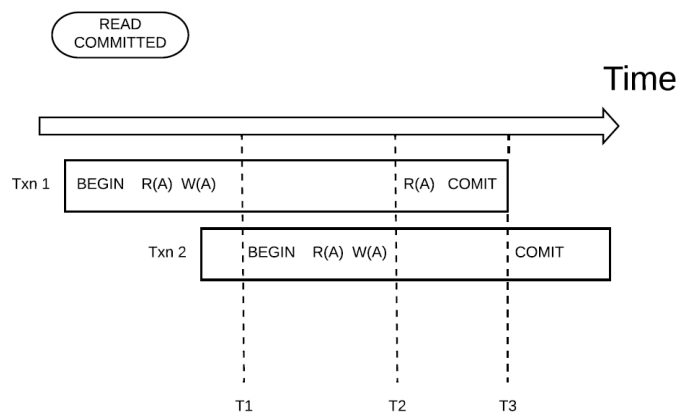 READ
COMMITTED
Time
Txn 1 BEGIN R(A) W(A) R(A) COMIT
Txn 2 BEGIN R(A) W(A) COMIT
T1 T2 T3